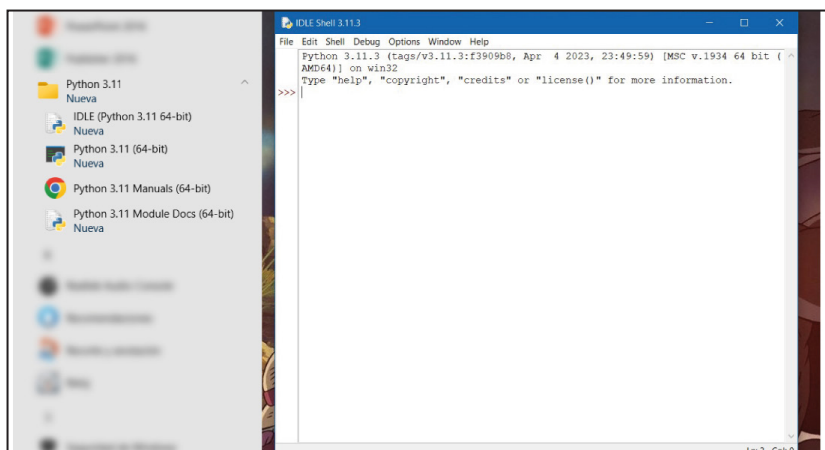 Python 3.11
Nueva
IDLE (Python 3.11 64-bit)
Nueva
Python 3.11 (64-bit)
Nueva
Python 3.11 Manuals (64-bit)
Python 3.11 Module Docs (64-bit)
Nueva
IDLE Shell 3.11.3
File Edit Shell Debug Options Window Help
Python 3.11.3 (tags/v3.11.3:f3909b8, Apr  4 2023, 23:49:59) [MSC v.1934 64 bit (
AMD64)] on win32
Type "help", "copyright", "credits" or "license()" for more information.
>>>